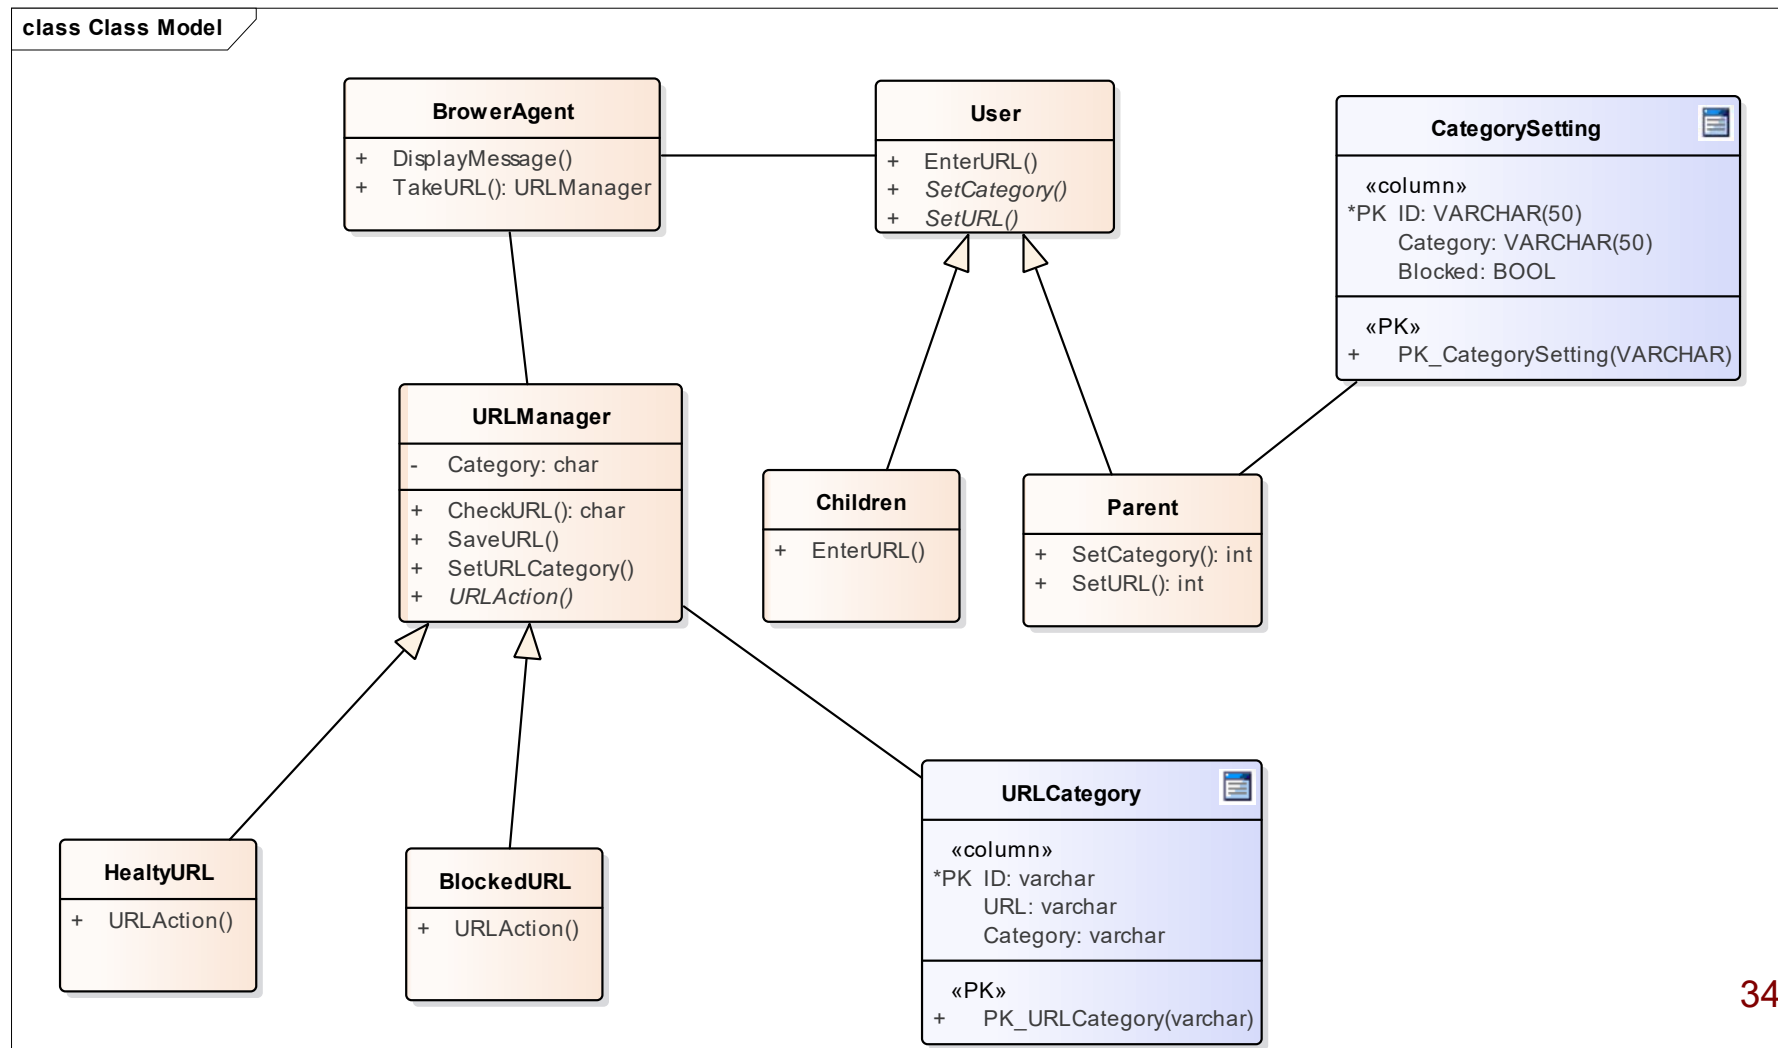 class Class Model
BrowerAgent
+ DisplayMessage()
+ TakeURL(): URLManager
User
+ EnterURL()
+ SetCategory()
+ SetURL()
CategorySetting
«column»
*PK ID: VARCHAR(50)
Category: VARCHAR(50)
Blocked: BOOL
«PK»
+ PK_CategorySetting(VARCHAR)
URLManager
- Category: char
+ CheckURL(): char
+ SaveURL()
+ SetURLCategory()
+ URLAction()
Children
+ EnterURL()
Parent
+ SetCategory(): int
+ SetURL(): int
HealtyURL
+ URLAction()
BlockedURL
+ URLAction()
URLCategory
«column»
*PK ID: varchar
URL: varchar
Category: varchar
«PK»
+ PK_URLCategory(varchar)
34